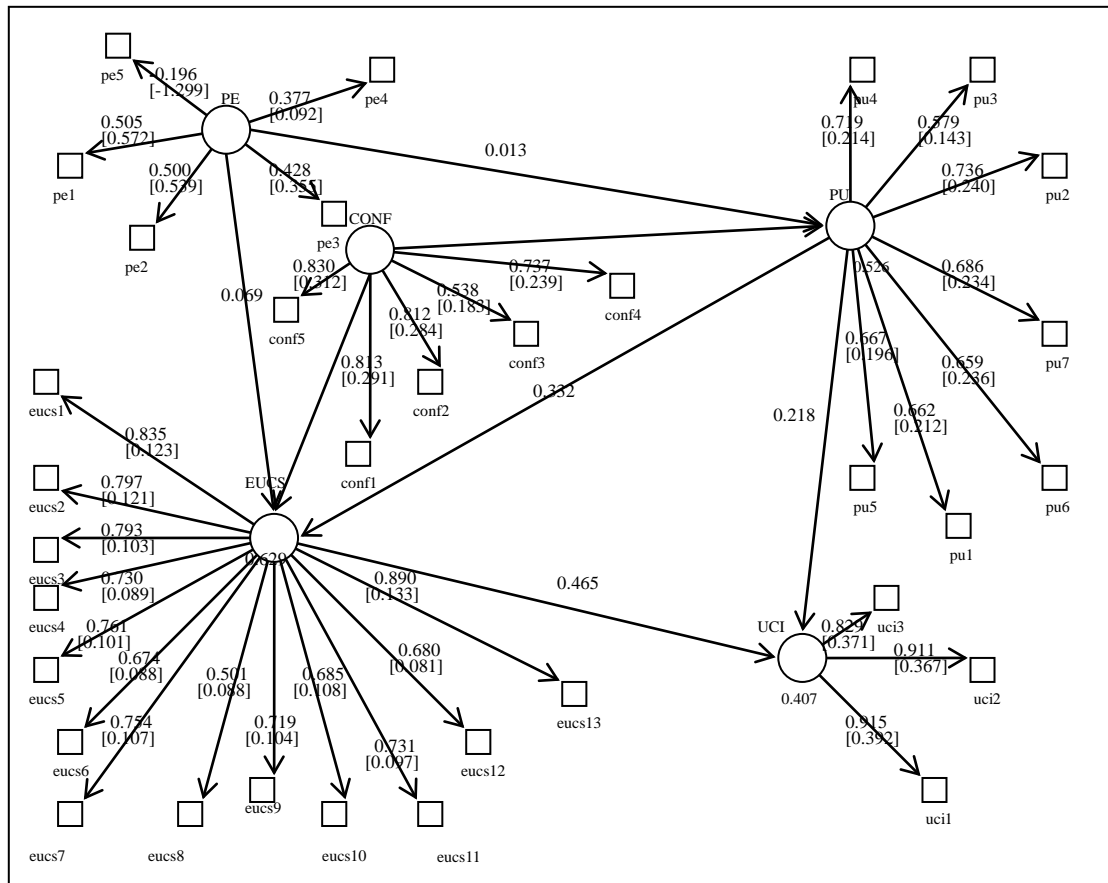 pe5
-0.196
[-1.299]
PE
0.377
[0.092]
pe4
0.505
[0.572]
pe1
0.500
[0.539]
pe2
0.428
[0.355]
pe3
CONF
0.013
pu4
0.719
[0.214]
pu3
0.579
[0.143]
0.736
[0.240]
pu2
PU
0.526
0.686
[0.234]
pu7
0.069
0.830
[0.312]
conf5
0.737
[0.239]
conf4
0.538
[0.183]
conf3
0.812
[0.284]
conf2
0.813
[0.291]
conf1
0.332
0.218
0.667
[0.196]
pu5
0.662
[0.212]
pu1
0.659
[0.236]
pu6
eucs1
0.835
[0.123]
EUCS
0.629
eucs2
0.797
[0.121]
0.793
[0.103]
eucs3
0.730
[0.089]
eucs4
0.761
[0.101]
eucs5
0.674
[0.088]
eucs6
0.754
[0.107]
eucs7
0.501
[0.088]
eucs8
0.719
[0.104]
eucs9
0.685
[0.108]
eucs10
0.731
[0.097]
eucs11
0.680
[0.081]
eucs12
0.890
[0.133]
eucs13
0.465
UCI
0.407
0.829
[0.371]
uci3
0.911
[0.367]
uci2
0.915
[0.392]
uci1